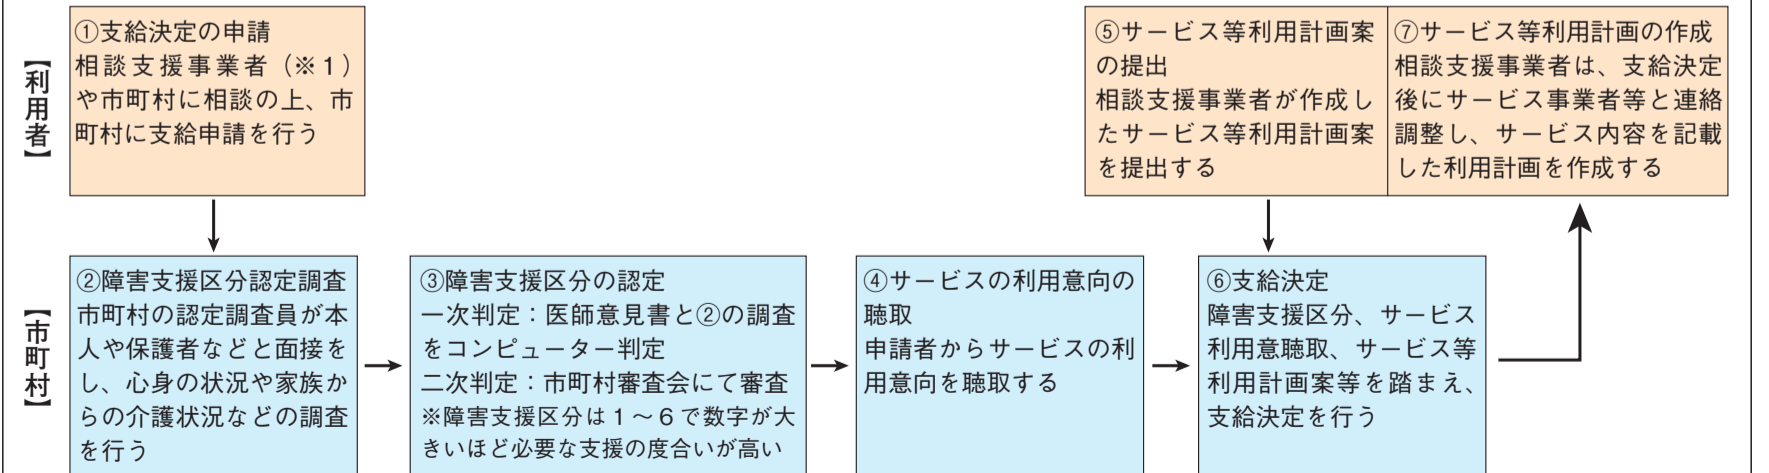 【利用者】
①支給決定の申請
相談支援事業者(※1)
や市町村に相談の上、市
町村に支給申請を行う
⑤サービス等利用計画案
の提出
相談支援事業者が作成し
たサービス等利用計画案
を提出する
⑦サービス等利用計画の作成
相談支援事業者は、支給決定
後にサービス事業者等と連絡
調整し、サービス内容を記載
した利用計画を作成する
【市町村】
②障害支援区分認定調査
市町村の認定調査員が本
人や保護者などと面接を
し、心身の状況や家族か
らの介護状況などの調査
を行う
③障害支援区分の認定
一次判定:医師意見書と②の調査
をコンピューター判定
二次判定:市町村審査会にて審査
※障害支援区分は1~6で数字が大
きいほど必要な支援の度合いが高い
④サービスの利用意向の
聴取
申請者からサービスの利
用意向を聴取する
⑥支給決定
障害支援区分、サービス
利用意聴取、サービス等
利用計画案等を踏まえ、
支給決定を行う